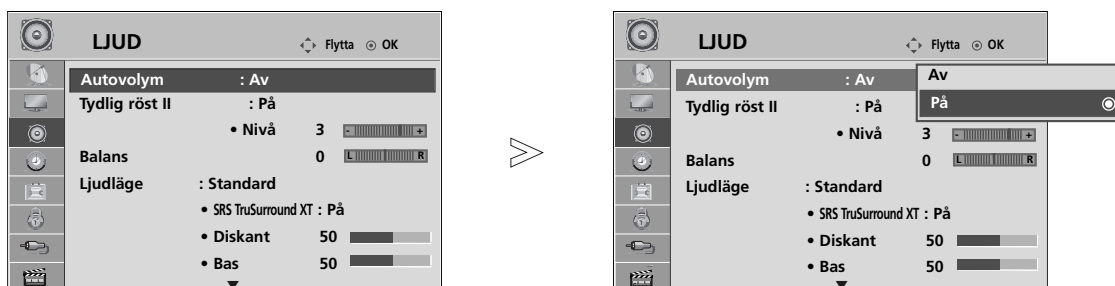 LJUD Flytta OK
Autovolym : Av
Tydlig röst II : På
• Nivå 3 - +
Balans 0 L R
Ljudläge : Standard
• SRS TruSurround XT : På
• Diskant 50
• Bas 50
LJUD Flytta OK
Autovolym : Av
Av
På
Tydlig röst II : På
• Nivå 3 - +
Balans 0 L R
Ljudläge : Standard
• SRS TruSurround XT : På
• Diskant 50
• Bas 50